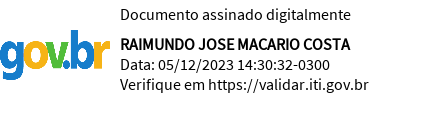 Documento assinado digitalmente
gov.br
RAIMUNDO JOSE MACARIO COSTA
Data: 05/12/2023 14:30:32-0300
Verifique em https://validar.iti.gov.br